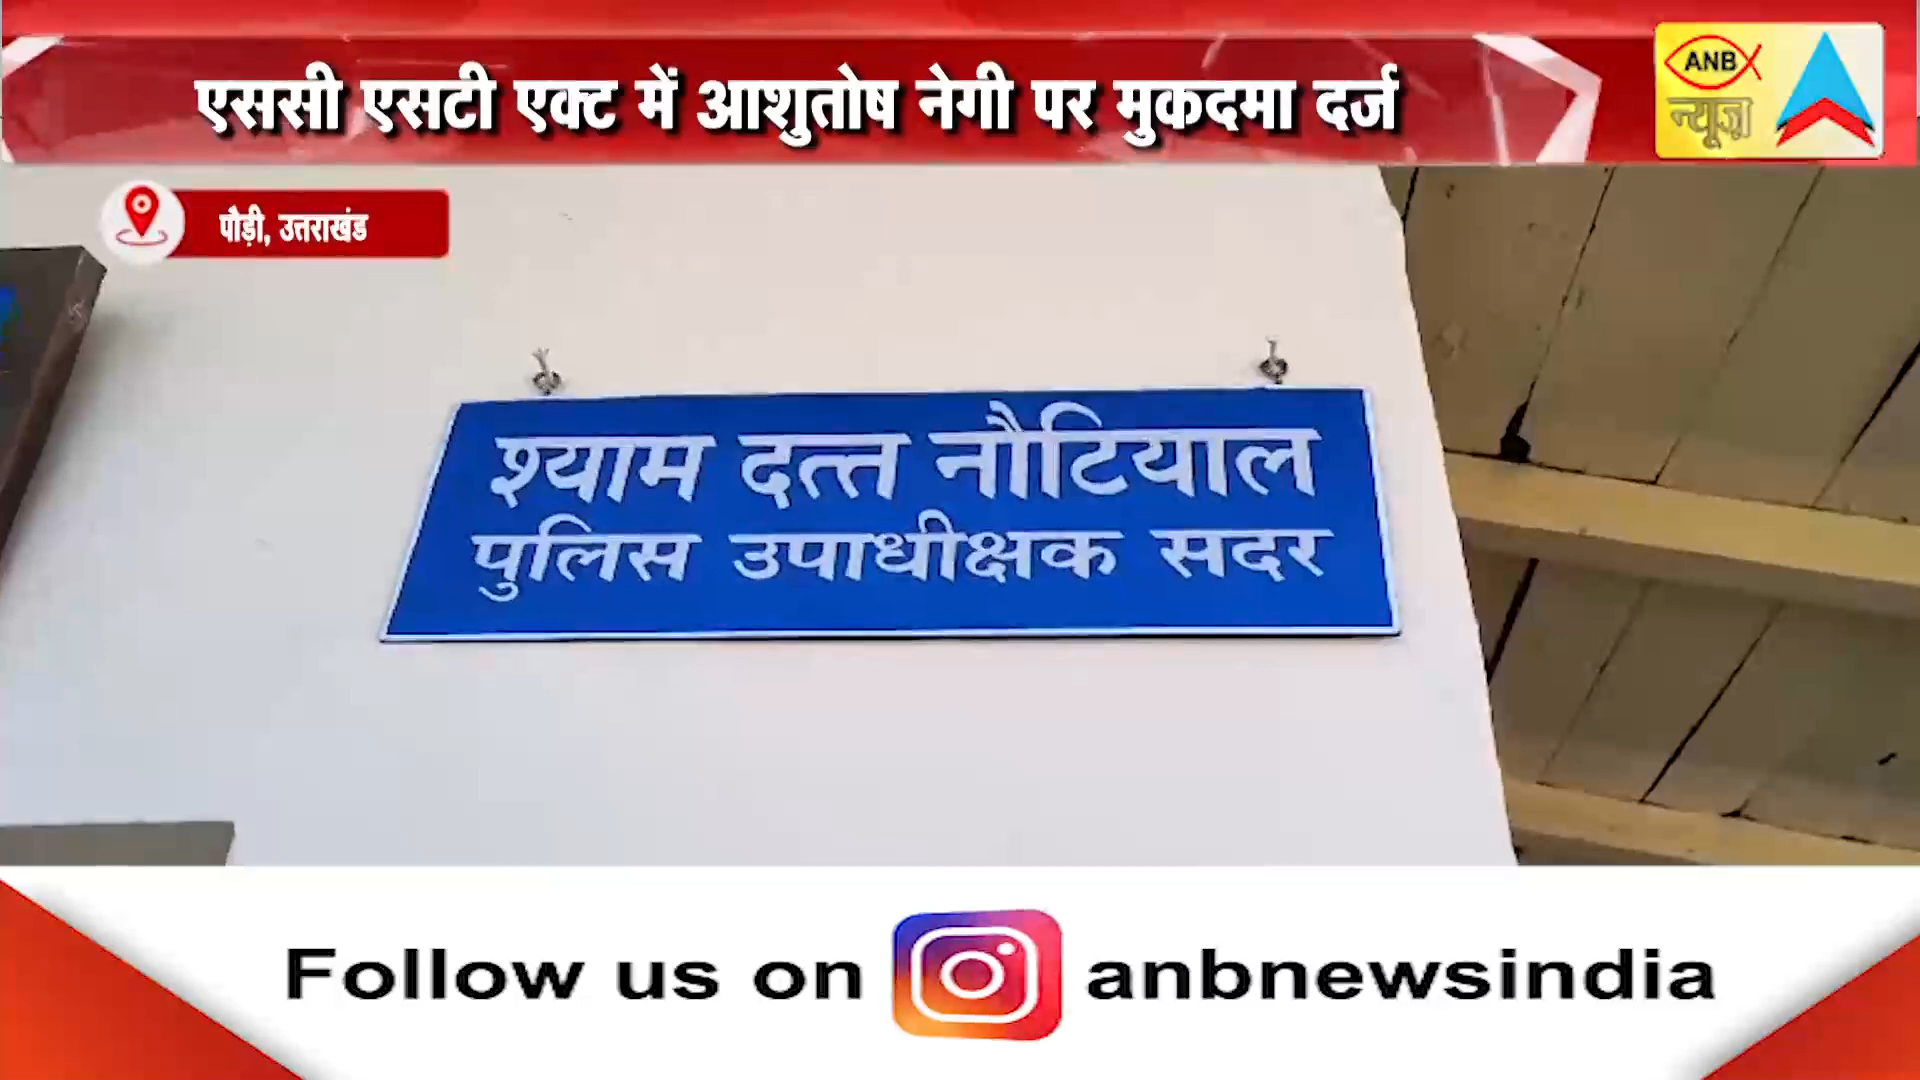 एससी एसटी एक्ट में आशुतोष नेगी पर मुकदमा दर्ज
ANB
न्यूज़
पौड़ी, उत्तराखंड
श्याम दत्त नौटियाल
पुलिस उपाधीक्षक सदर
Follow us on anbnewsindia